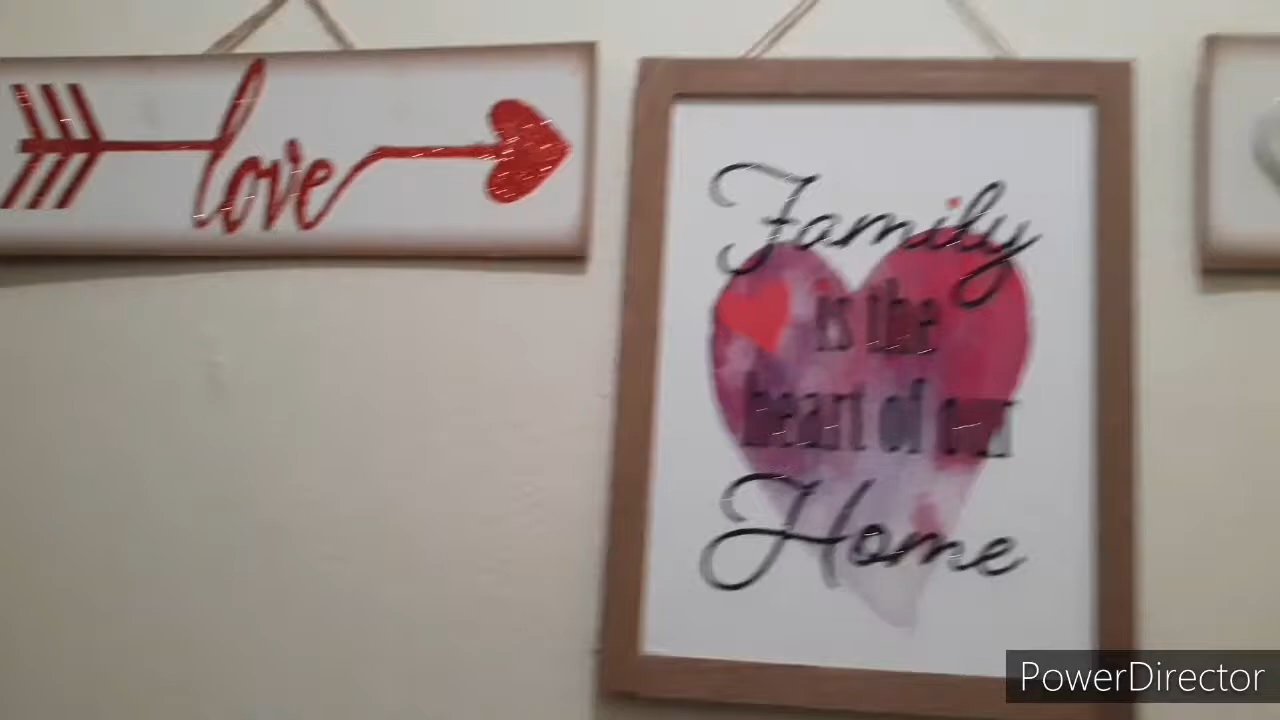 love
Family
is the
heart of our
Home
PowerDirector